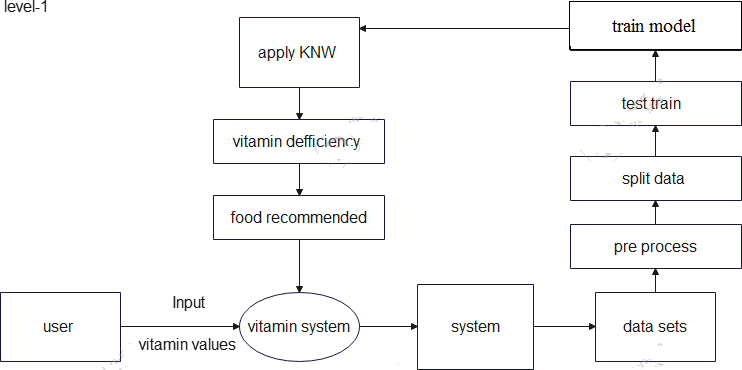 level-1
train model
apply KNW
test train
vitamin defficiency
split data
food recommended
pre process
Input
user
vitamin system
system
data sets
vitamin values